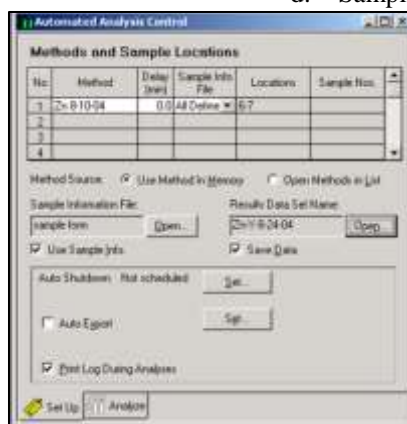 d. Sampl
Automated Analysis Control
Methods and Sample Locations
No. Method Delay (min) Sample Info File Locations Sample Nos.
1 Zn 8-10-04 0.0 All Define 6-7
2
3
4
Method Source: Use Method in Memory Open Methods in List
Sample Information File: Results Data Set Name:
sample form Open... Zn-Y-8-24-04 Open...
Use Sample Info. Save Data
Auto Shutdown Not scheduled Set...
Auto Export Set...
Print Log During Analyses
Set Up Analyze